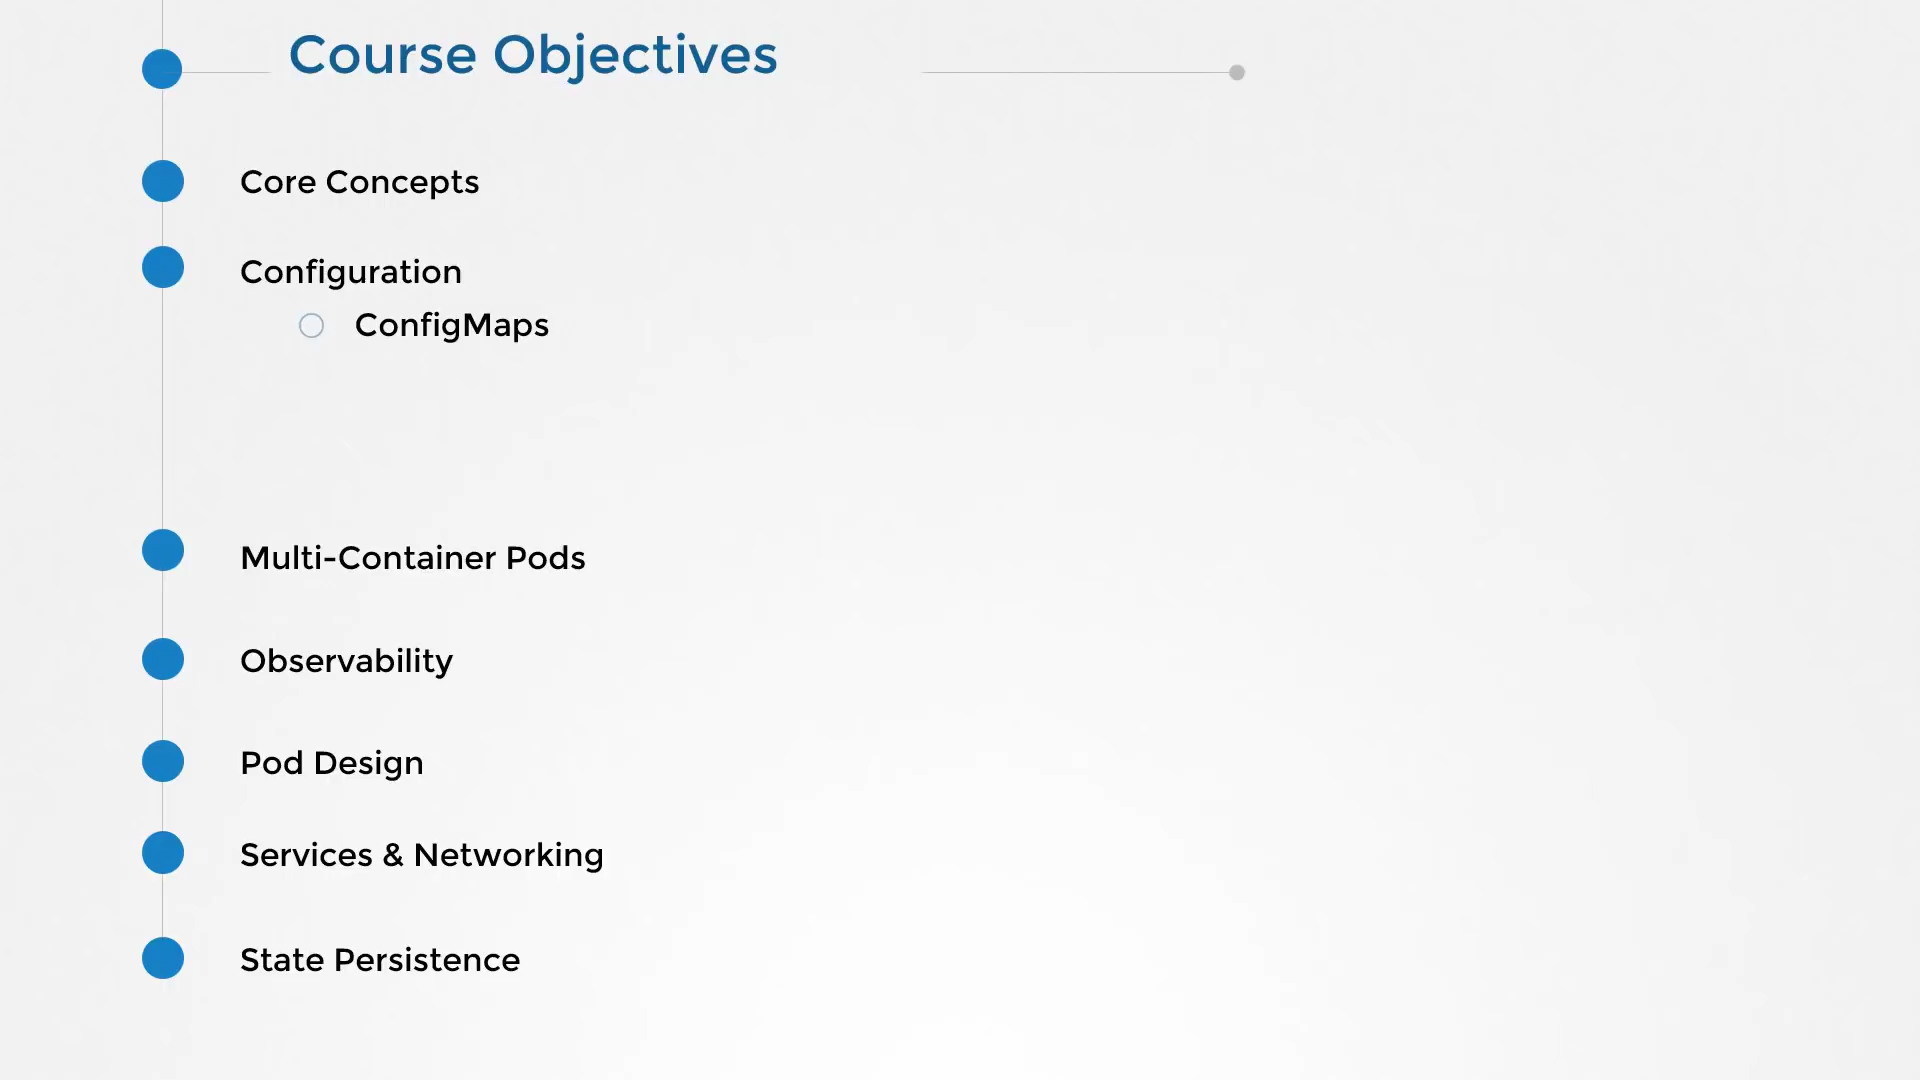 Course Objectives
Core Concepts
Configuration
ConfigMaps
Multi-Container Pods
Observability
Pod Design
Services & Networking
State Persistence